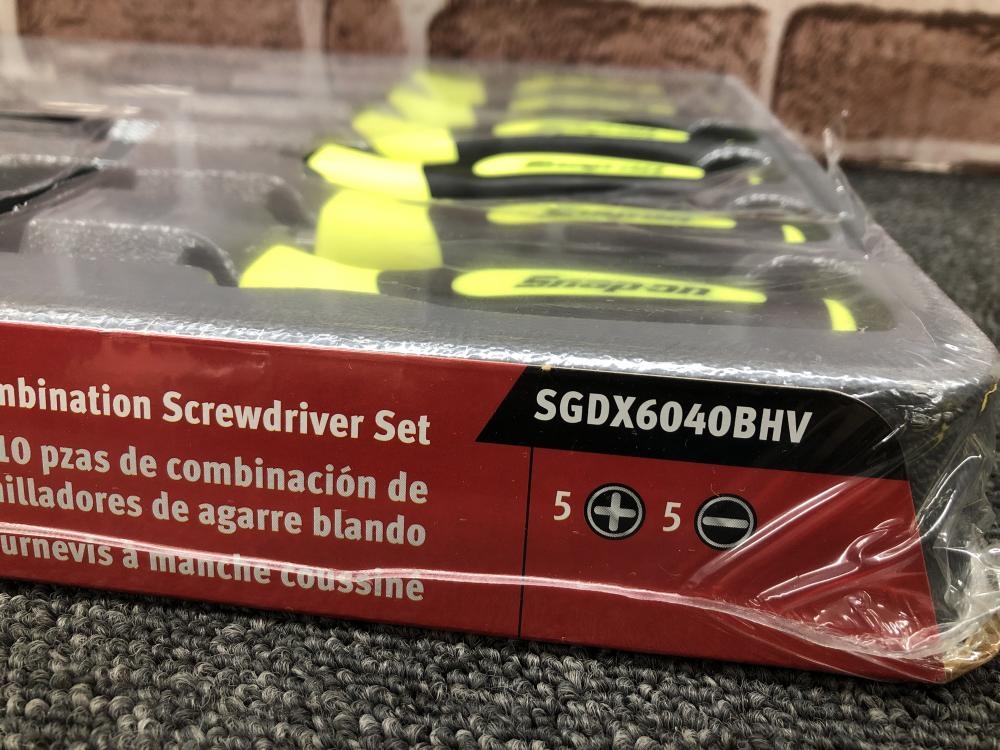 Snap-on
mbination Screwdriver Set
10 pzas de combinación de
nilladores de agarre blando
urnevis à manche coussiné
SGDX6040BHV
5 5